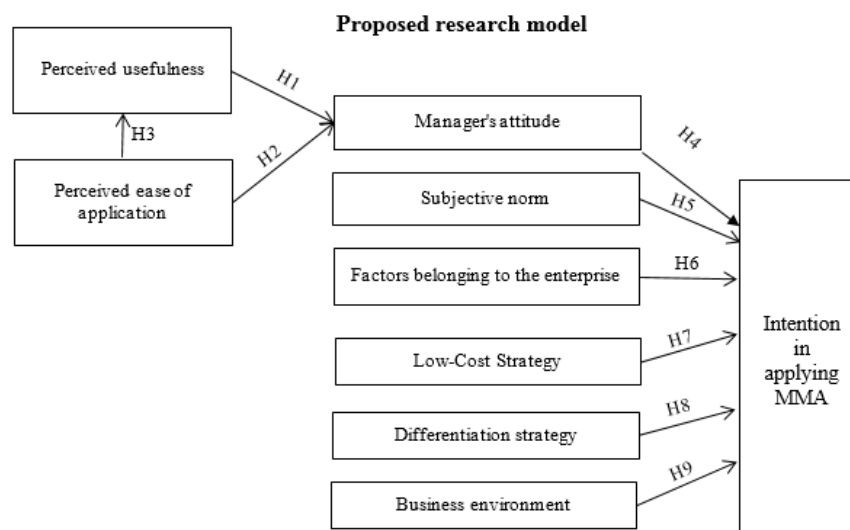 Proposed research model
Perceived usefulness
H1
H3
H2
Perceived ease of
application
Manager's attitude
H4
Subjective norm
H5
Factors belonging to the enterprise
H6
Low-Cost Strategy
H7
Differentiation strategy
H8
Business environment
H9
Intention
in
applying
MMA